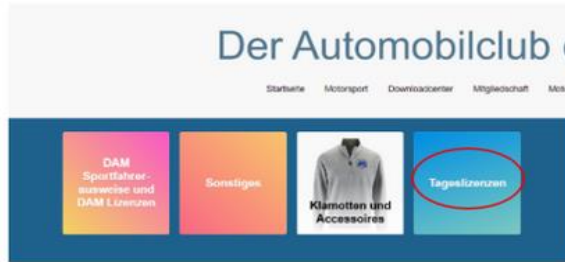 Der Automobilclub
Startseite Motorsport Downloadcenter Mitgliedschaft
DAM
Sportfahrer-
ausweise und
DAM Lizenzen
Sonstiges
Klamotten und
Accessoires
Tageslizenzen